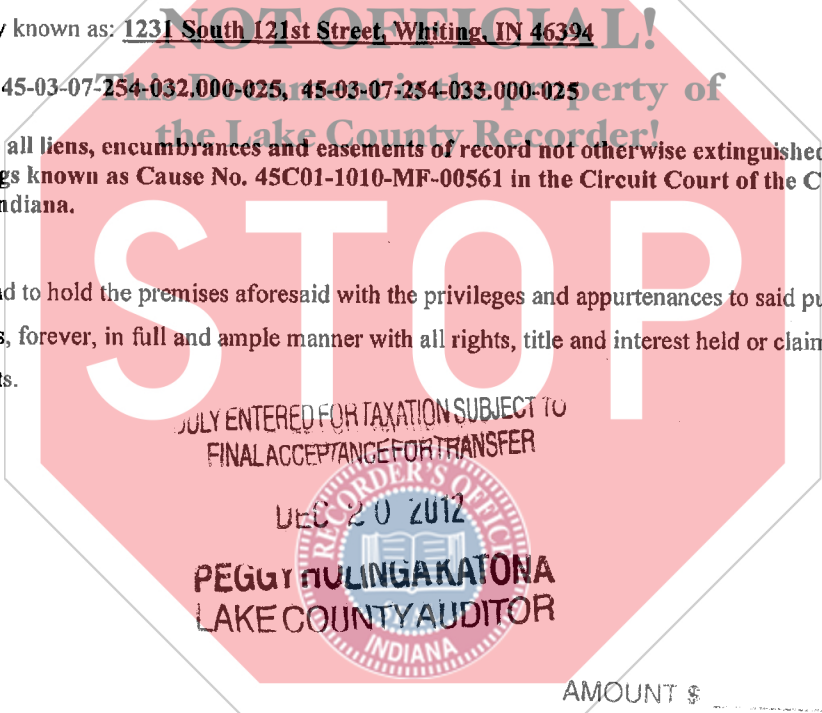 NOT OFFICIAL!
y known as: 1231 South 121st Street, Whiting, IN 46394
This Document is the property of
45-03-07-254-032.000-025, 45-03-07-254-033.000-025
the Lake County Recorder!
all liens, encumbrances and easements of record not otherwise extinguished
gs known as Cause No. 45C01-1010-MF-00561 in the Circuit Court of the C
ndiana.
STOP
d to hold the premises aforesaid with the privileges and appurtenances to said pu
s, forever, in full and ample manner with all rights, title and interest held or claim
ts.
DULY ENTERED FOR TAXATION SUBJECT TO
FINAL ACCEPTANCE FOR TRANSFER
RECORDER'S OFFICE
DEC 20 2012
PEGGY HOLINGA KATONA
LAKE COUNTY AUDITOR
INDIANA
AMOUNT $